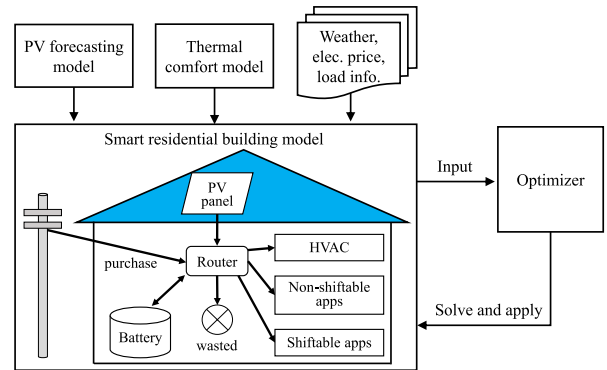 PV forecasting
model
Thermal
comfort model
Weather,
elec. price,
load info.
Smart residential building model
PV
panel
Input
Optimizer
purchase
Router
HVAC
Non-shiftable
apps
Battery
wasted
Shiftable apps
Solve and apply